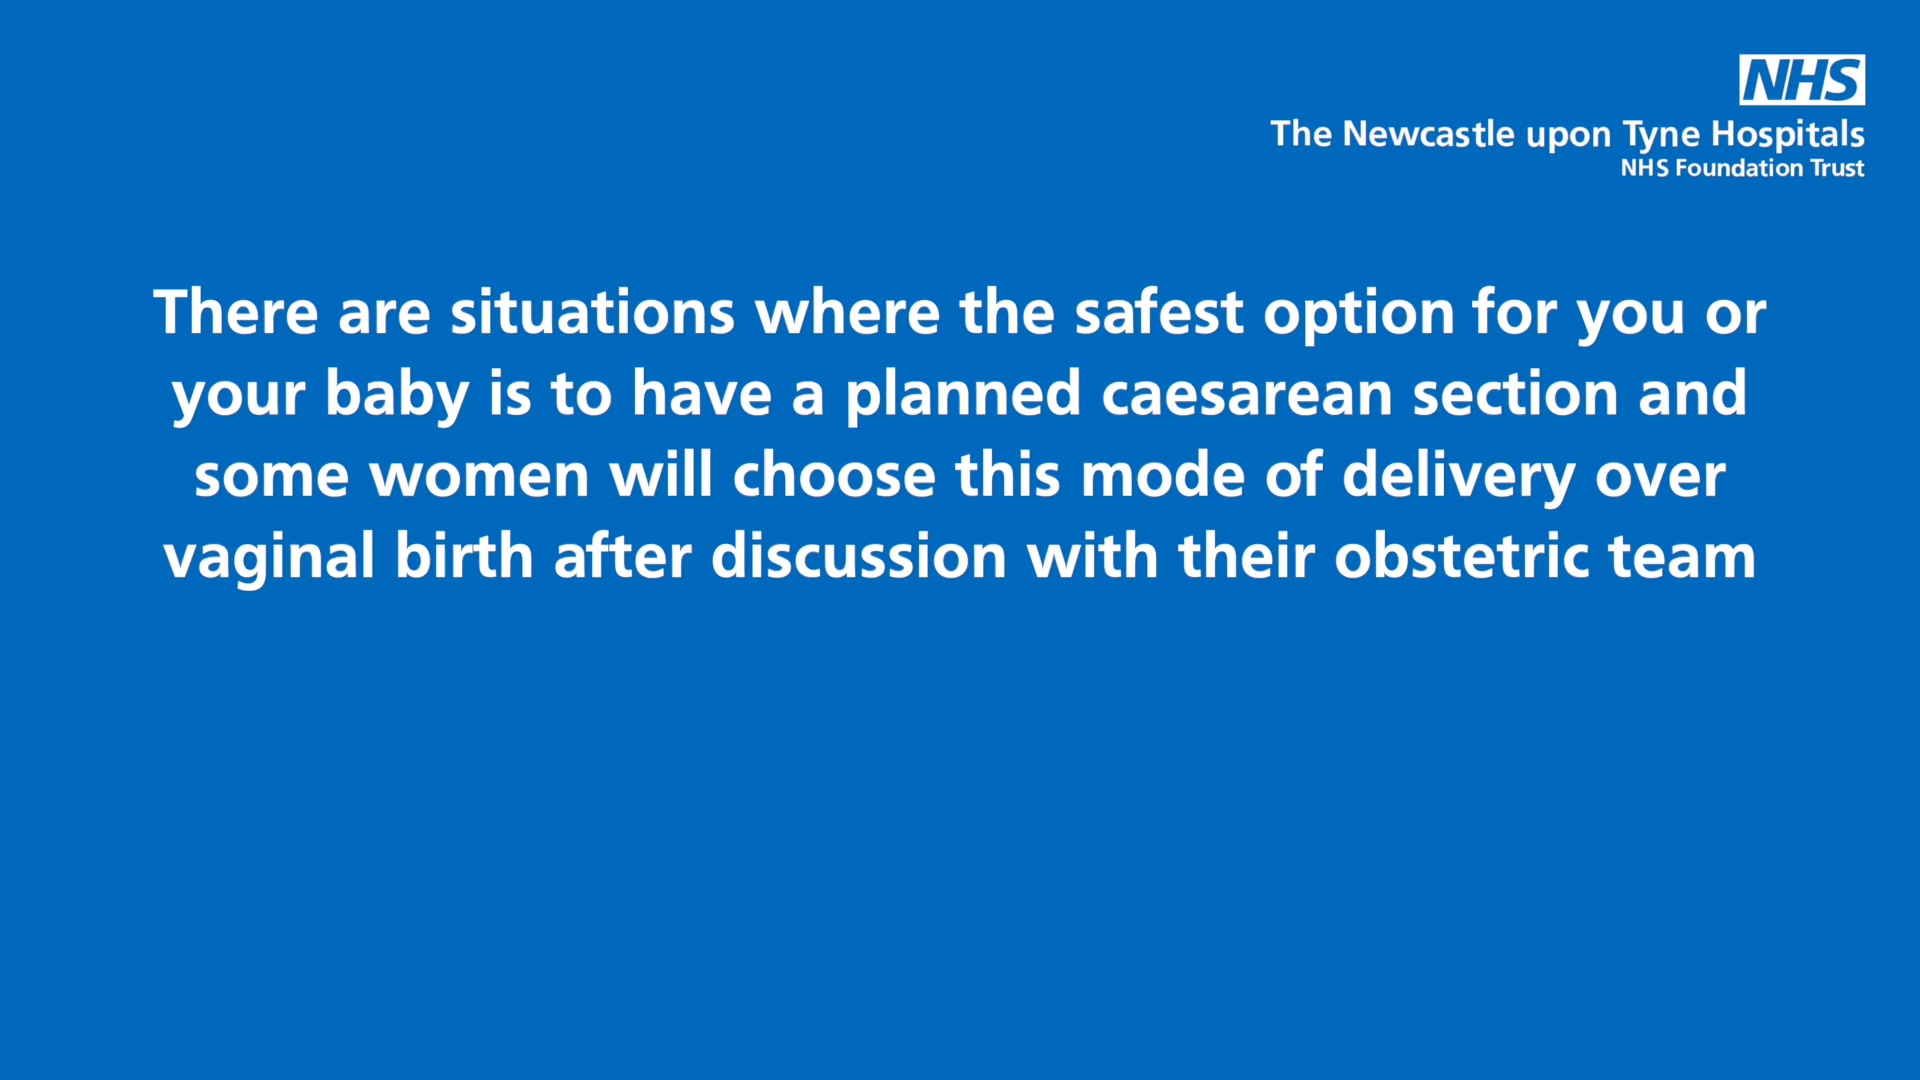 NHS
The Newcastle upon Tyne Hospitals
NHS Foundation Trust
There are situations where the safest option for you or
your baby is to have a planned caesarean section and
some women will choose this mode of delivery over
vaginal birth after discussion with their obstetric team